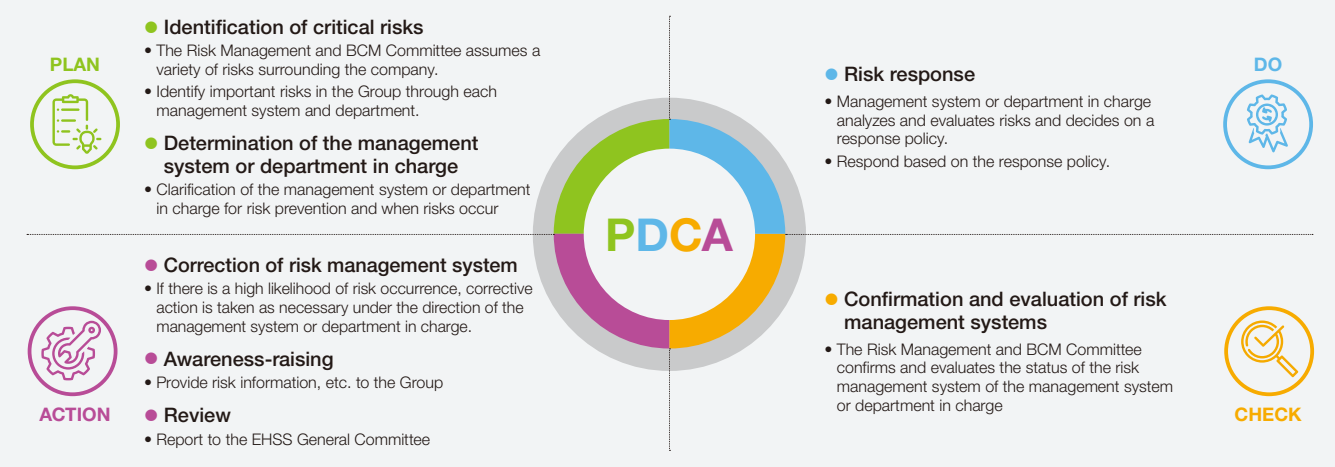 PLAN
● Identification of critical risks
• The Risk Management and BCM Committee assumes a
variety of risks surrounding the company.
• Identify important risks in the Group through each
management system and department.
● Determination of the management
system or department in charge
• Clarification of the management system or department
in charge for risk prevention and when risks occur
DO
● Risk response
• Management system or department in charge
analyzes and evaluates risks and decides on a
response policy.
• Respond based on the response policy.
PDCA
● Correction of risk management system
• If there is a high likelihood of risk occurrence, corrective
action is taken as necessary under the direction of the
management system or department in charge.
● Awareness-raising
• Provide risk information, etc. to the Group
● Review
• Report to the EHSS General Committee
ACTION
● Confirmation and evaluation of risk
management systems
• The Risk Management and BCM Committee
confirms and evaluates the status of the risk
management system of the management system
or department in charge
CHECK